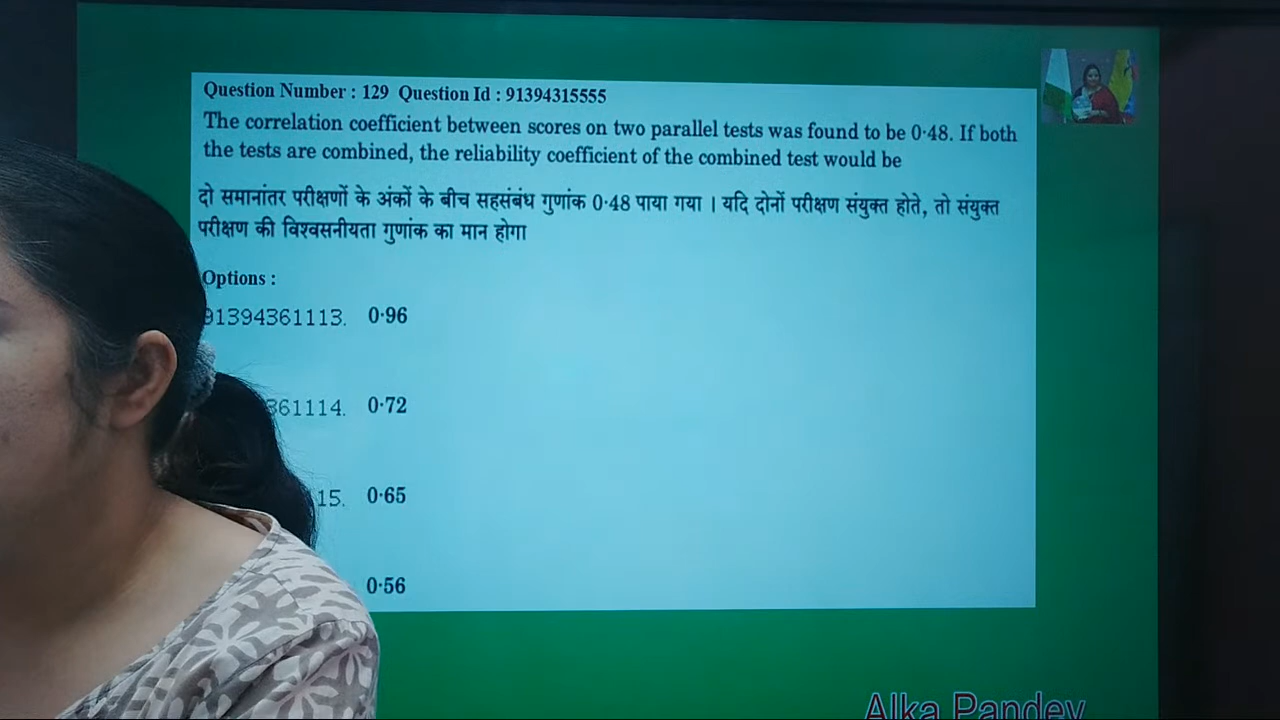 Question Number : 129 Question Id : 91394315555
The correlation coefficient between scores on two parallel tests was found to be 0·48. If both
the tests are combined, the reliability coefficient of the combined test would be
दो समानांतर परीक्षणों के अंकों के बीच सहसंबंध गुणांक 0·48 पाया गया । यदि दोनों परीक्षण संयुक्त होते, तो संयुक्त
परीक्षण की विश्वसनीयता गुणांक का मान होगा
Options :
91394361113. 0·96
361114. 0·72
15. 0·65
0·56
Alka Pandey